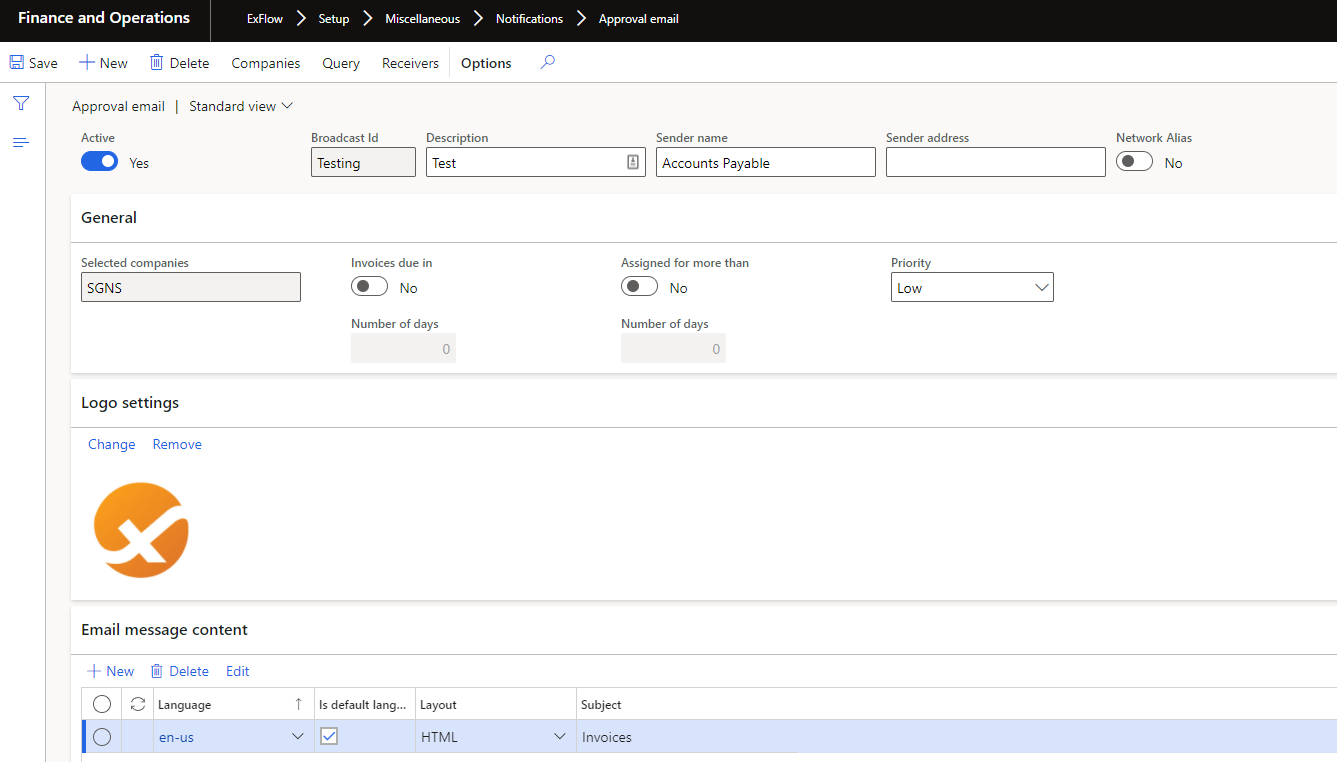 Finance and Operations ExFlow Setup Miscellaneous Notifications Approval email
Save New Delete Companies Query Receivers Options
Approval email | Standard view
Active Broadcast Id Description Sender name Sender address Network Alias
Yes Testing Test Accounts Payable No
General
Selected companies Invoices due in Assigned for more than Priority
SGNS No No Low
Number of days Number of days
0 0
Logo settings
Change Remove
Email message content
New Delete Edit
Language Is default lang... Layout Subject
en-us HTML Invoices